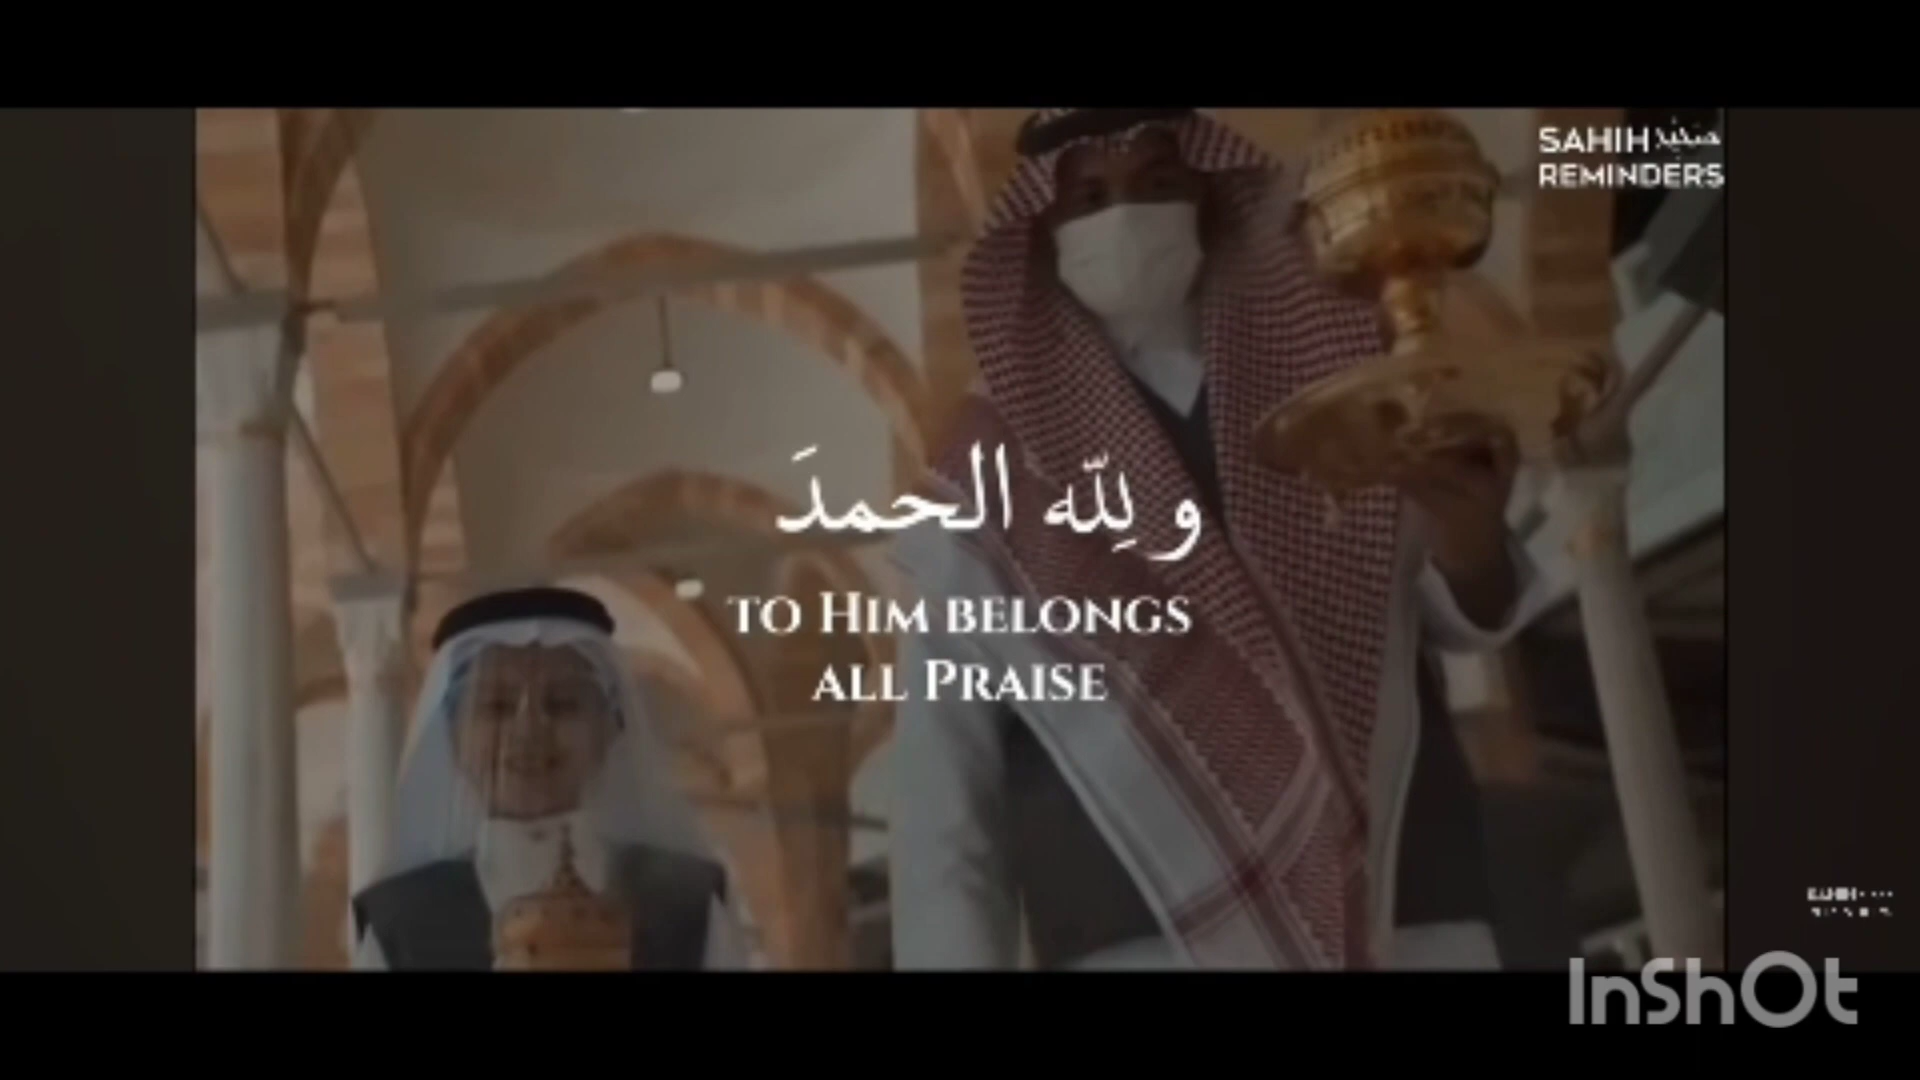 SAHIH صحيح
REMINDERS
و لِلّه الحمدَ
TO HIM BELONGS
ALL PRAISE
InShOt